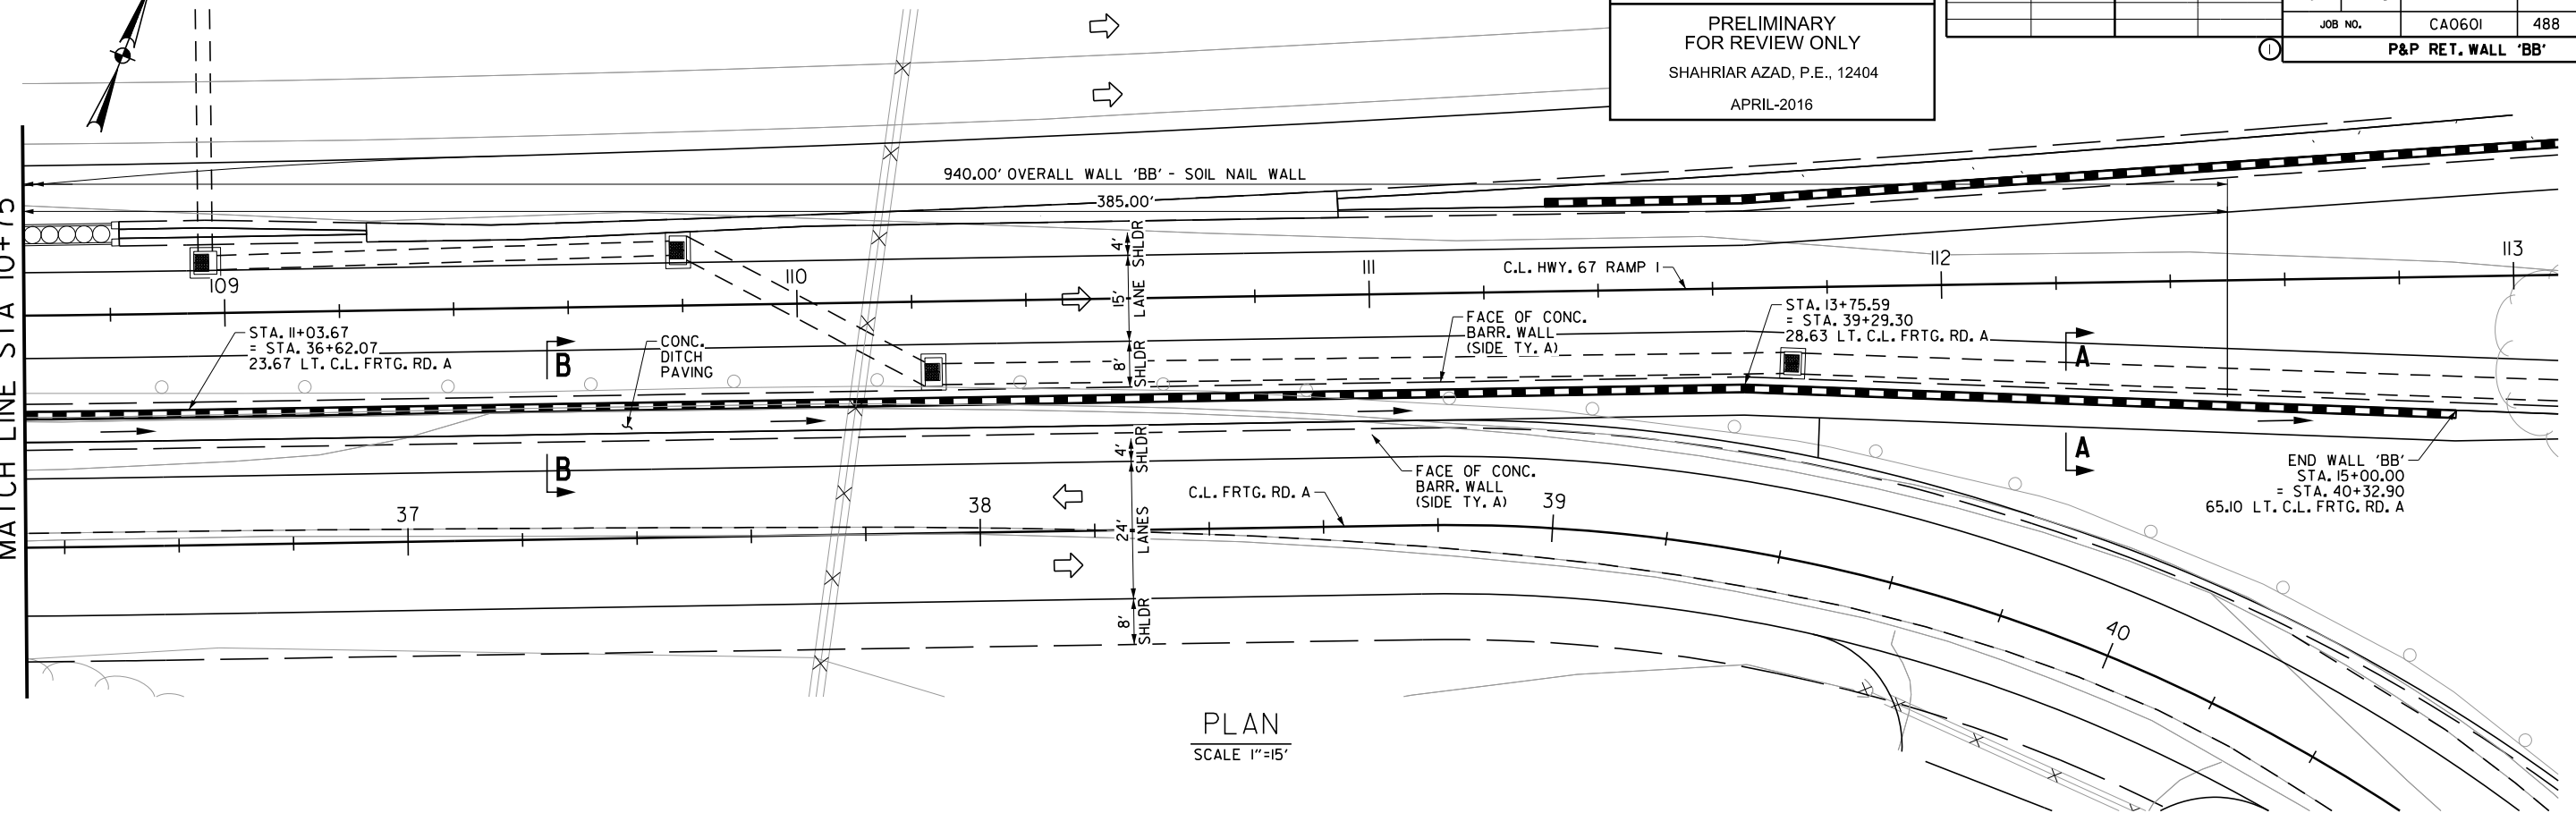 PRELIMINARY
FOR REVIEW ONLY
SHAHRIAR AZAD, P.E., 12404
APRIL-2016
JOB NO. CA0601 488
1 P&P RET. WALL 'BB'
MATCH LINE STA 10+75
940.00' OVERALL WALL 'BB' - SOIL NAIL WALL
385.00'
4' SHLDR
15' LANE
8' SHLDR
109
110
111
112
113
C.L. HWY. 67 RAMP 1
STA. 11+03.67
= STA. 36+62.07
23.67 LT. C.L. FRTG. RD. A
B
CONC.
DITCH
PAVING
FACE OF CONC.
BARR. WALL
(SIDE TY. A)
STA. 13+75.59
= STA. 39+29.30
28.63 LT. C.L. FRTG. RD. A
A
B
4' SHLDR
24' LANES
8' SHLDR
FACE OF CONC.
BARR. WALL
(SIDE TY. A)
A
END WALL 'BB'
STA. 15+00.00
= STA. 40+32.90
65.10 LT. C.L. FRTG. RD. A
C.L. FRTG. RD. A
37
38
39
40
PLAN
SCALE 1"=15'